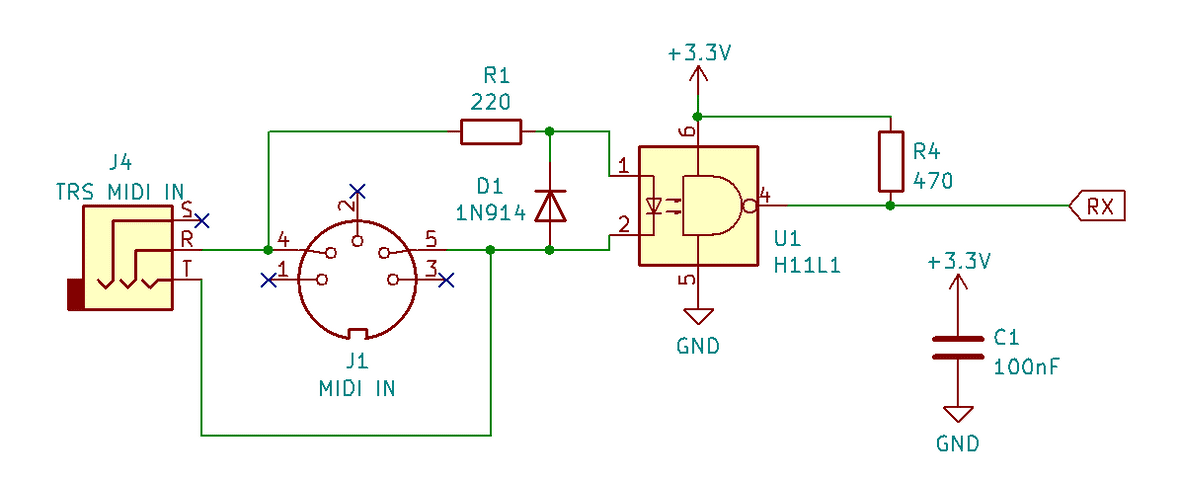 +3.3V
R1
220
6
J4
TRS MIDI IN
1
R4
470
D1
1N914
2
4
S
RX
2
R
4
5
U1
H11L1
T
1
3
5
+3.3V
GND
C1
100nF
J1
MIDI IN
GND